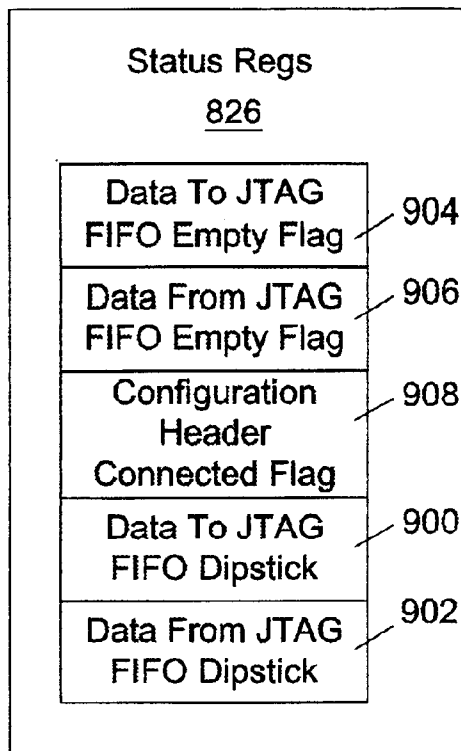 Status Regs
826
Data To JTAG
FIFO Empty Flag
904
Data From JTAG
FIFO Empty Flag
906
Configuration
Header
Connected Flag
908
Data To JTAG
FIFO Dipstick
900
Data From JTAG
FIFO Dipstick
902